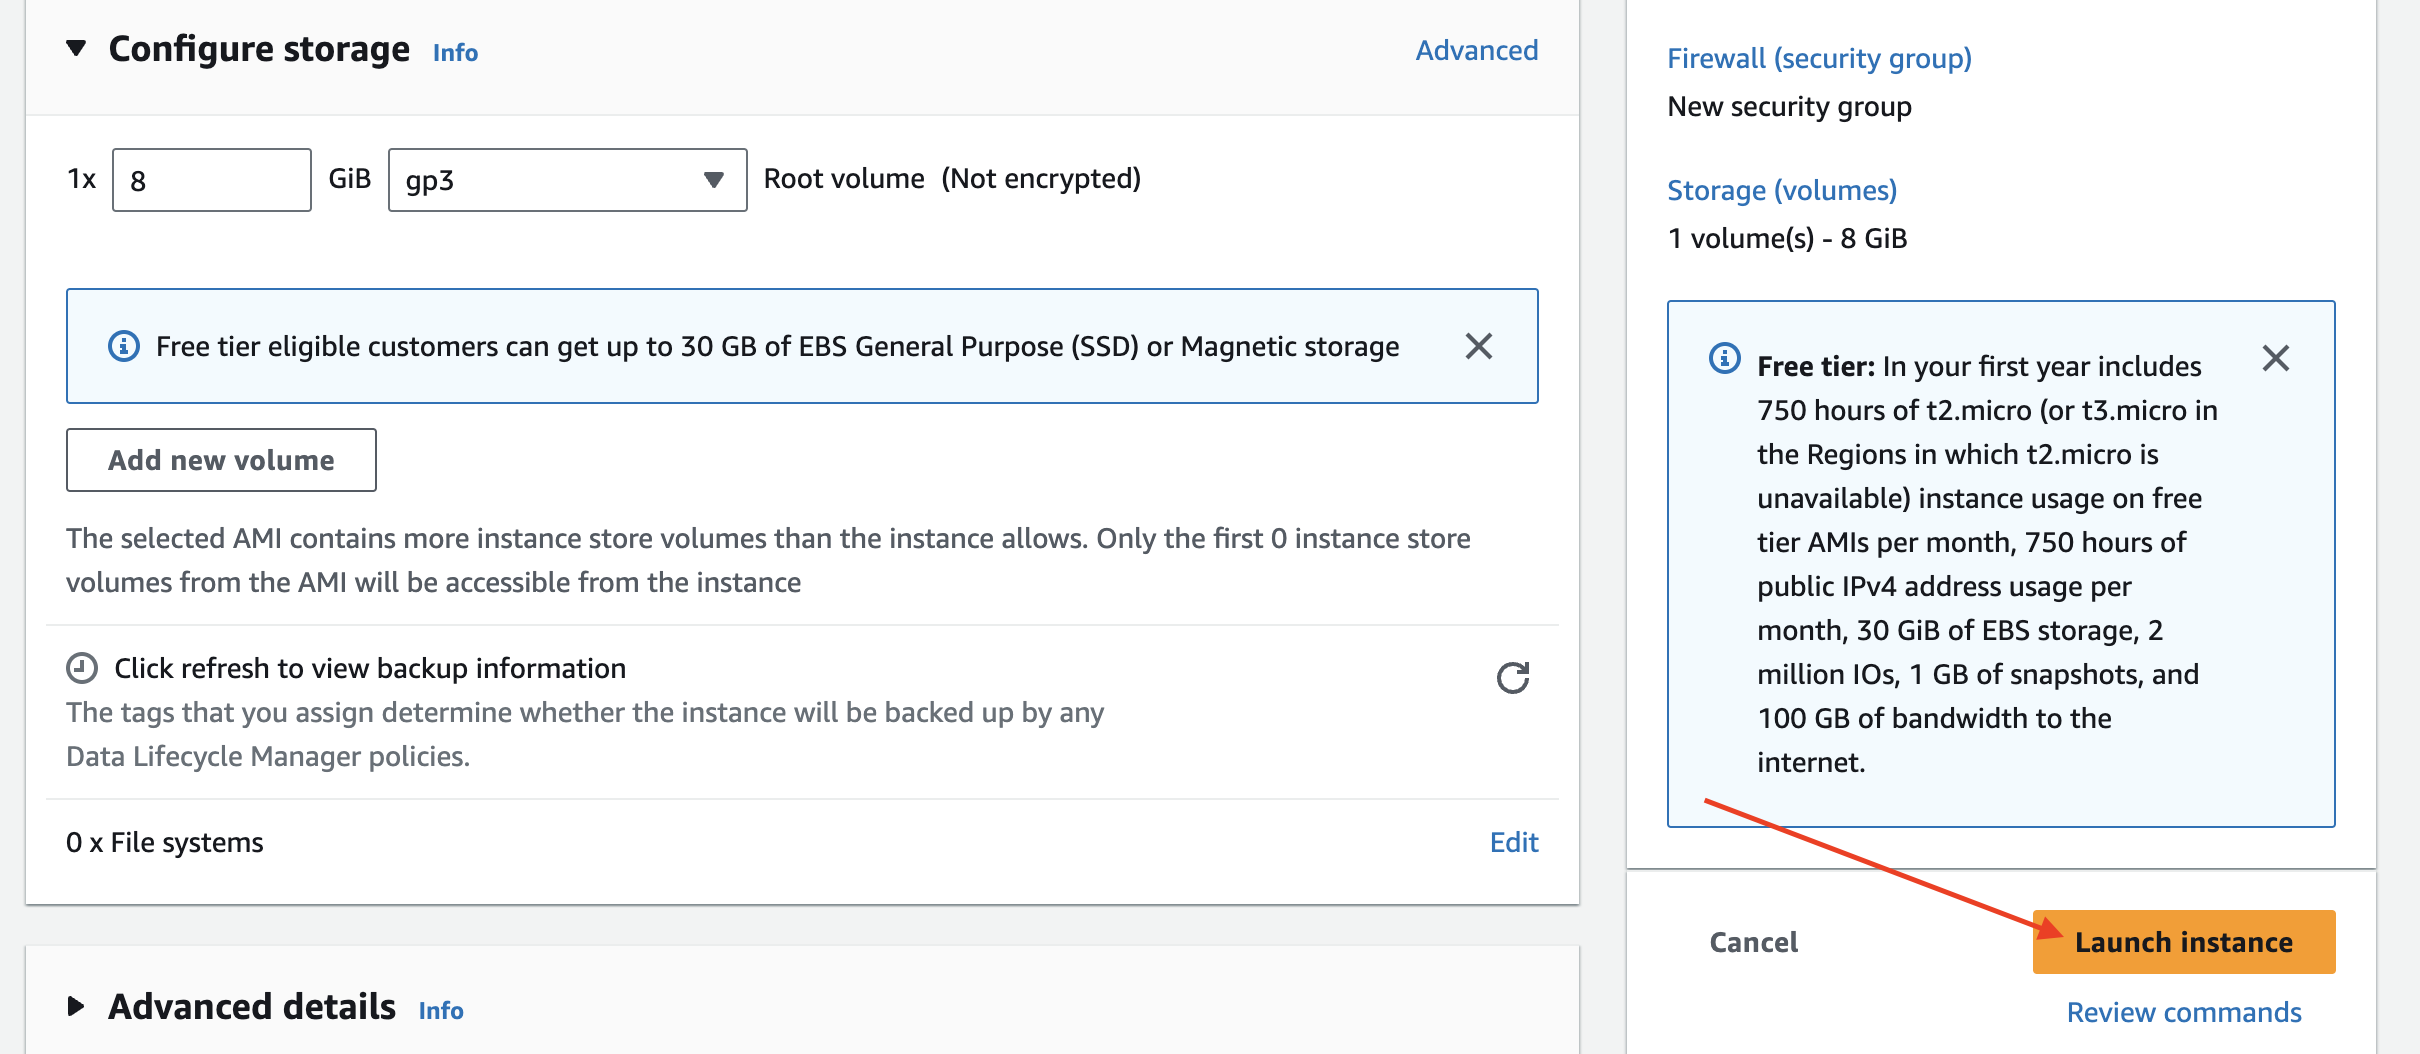 Configure storage Info
Advanced
1x 8 GiB gp3 Root volume (Not encrypted)
Free tier eligible customers can get up to 30 GB of EBS General Purpose (SSD) or Magnetic storage
Add new volume
The selected AMI contains more instance store volumes than the instance allows. Only the first 0 instance store
volumes from the AMI will be accessible from the instance
Click refresh to view backup information
The tags that you assign determine whether the instance will be backed up by any
Data Lifecycle Manager policies.
0 x File systems
Edit
Advanced details Info
Firewall (security group)
New security group
Storage (volumes)
1 volume(s) - 8 GiB
Free tier: In your first year includes
750 hours of t2.micro (or t3.micro in
the Regions in which t2.micro is
unavailable) instance usage on free
tier AMIs per month, 750 hours of
public IPv4 address usage per
month, 30 GiB of EBS storage, 2
million IOs, 1 GB of snapshots, and
100 GB of bandwidth to the
internet.
Cancel
Launch instance
Review commands